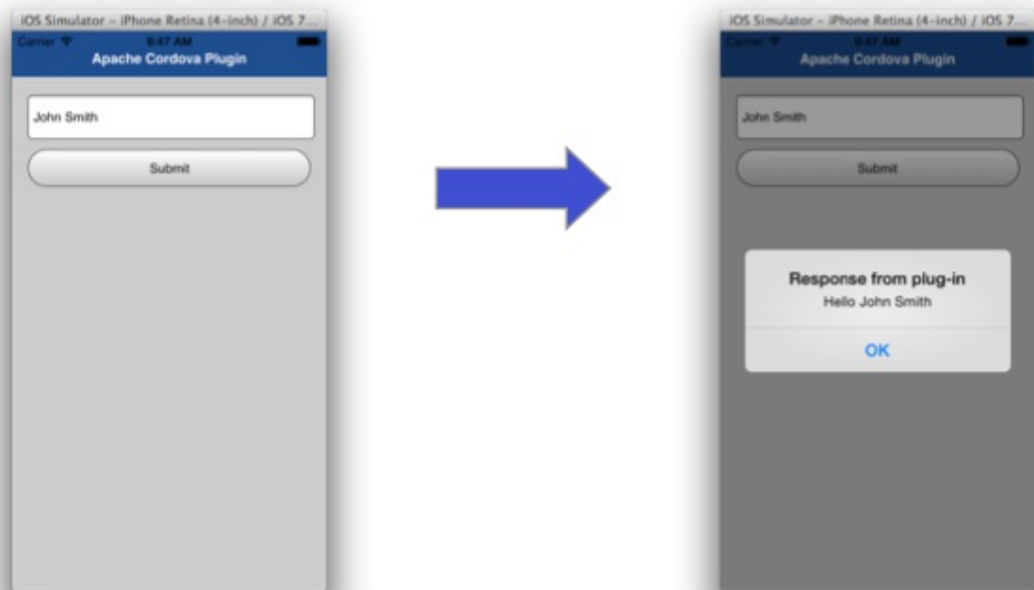 iOS Simulator – iPhone Retina (4-inch) / iOS 7...
Carrier 9:47 AM
Apache Cordova Plugin
John Smith
Submit
iOS Simulator – iPhone Retina (4-inch) / iOS 7...
Carrier 9:47 AM
Apache Cordova Plugin
John Smith
Submit
Response from plug-in
Hello John Smith
OK